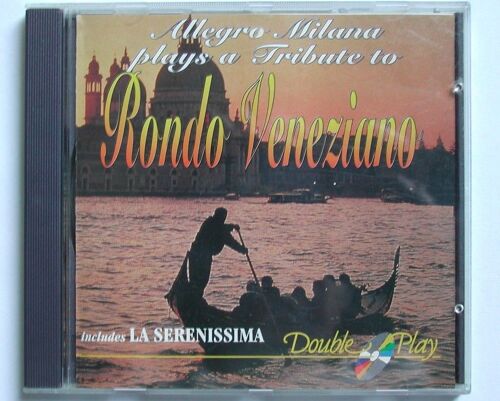 Allegro Milana
plays a Tribute to
Rondo Veneziano
includes LA SERENISSIMA
Double Play